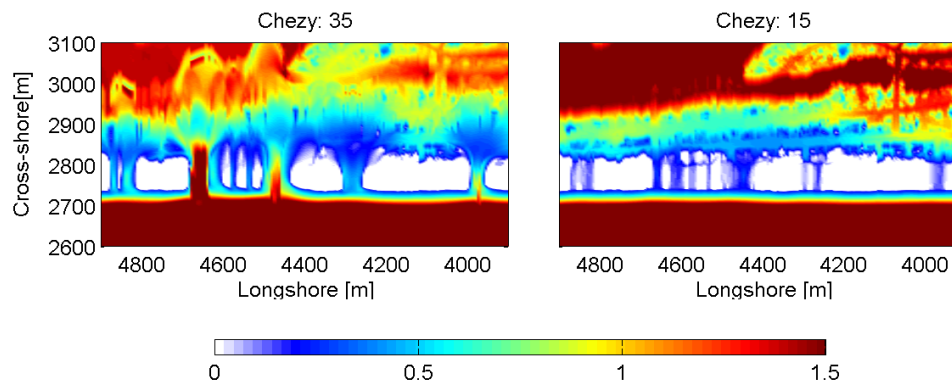 Chezy: 35
Chezy: 15
3100
3000
2900
2800
2700
2600
Cross-shore[m]
4800 4600 4400 4200 4000
4800 4600 4400 4200 4000
Longshore [m]
Longshore [m]
0 0.5 1 1.5